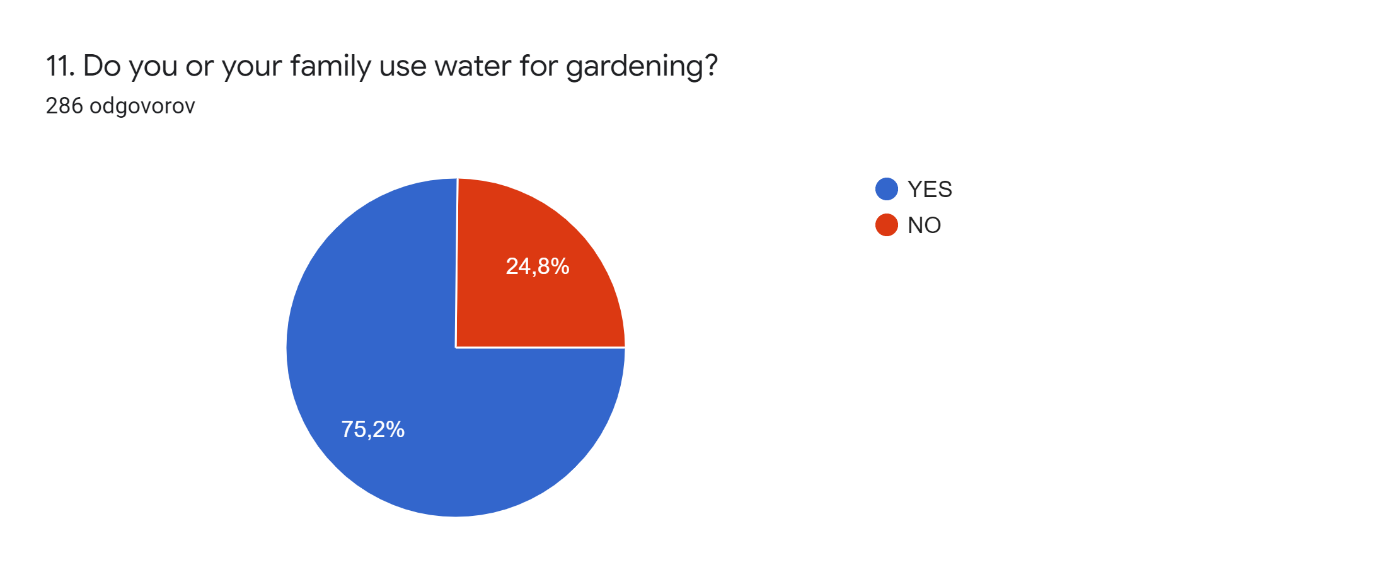 11. Do you or your family use water for gardening?
286 odgovorov
YES
NO
24,8%
75,2%